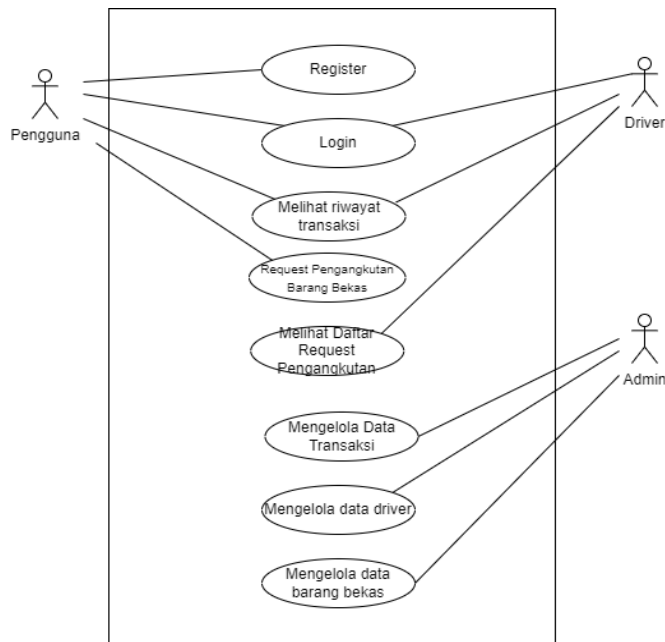 Register
Pengguna
Driver
Login
Melihat riwayat
transaksi
Request Pengangkutan
Barang Bekas
Melihat Daftar
Request
Pengangkutan
Admin
Mengelola Data
Transaksi
Mengelola data driver
Mengelola data
barang bekas